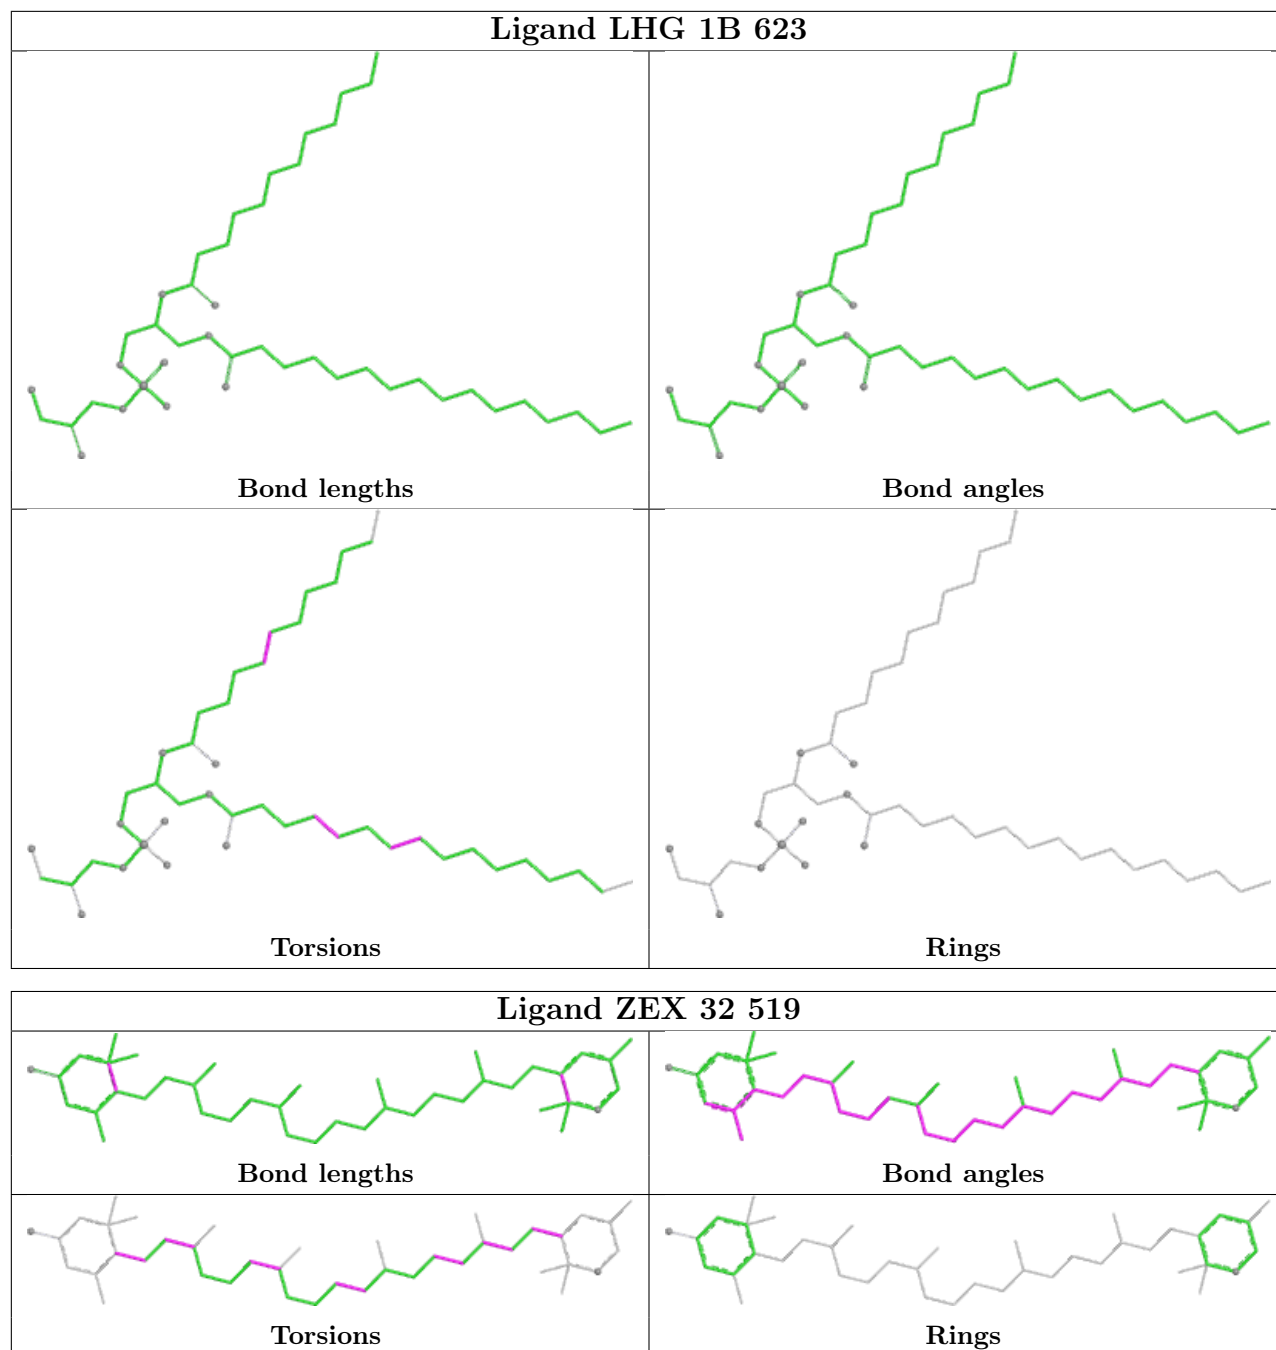 Ligand LHG 1B 623
Bond lengths
Bond angles
Torsions
Rings
Ligand ZEX 32 519
Bond lengths
Bond angles
Torsions
Rings